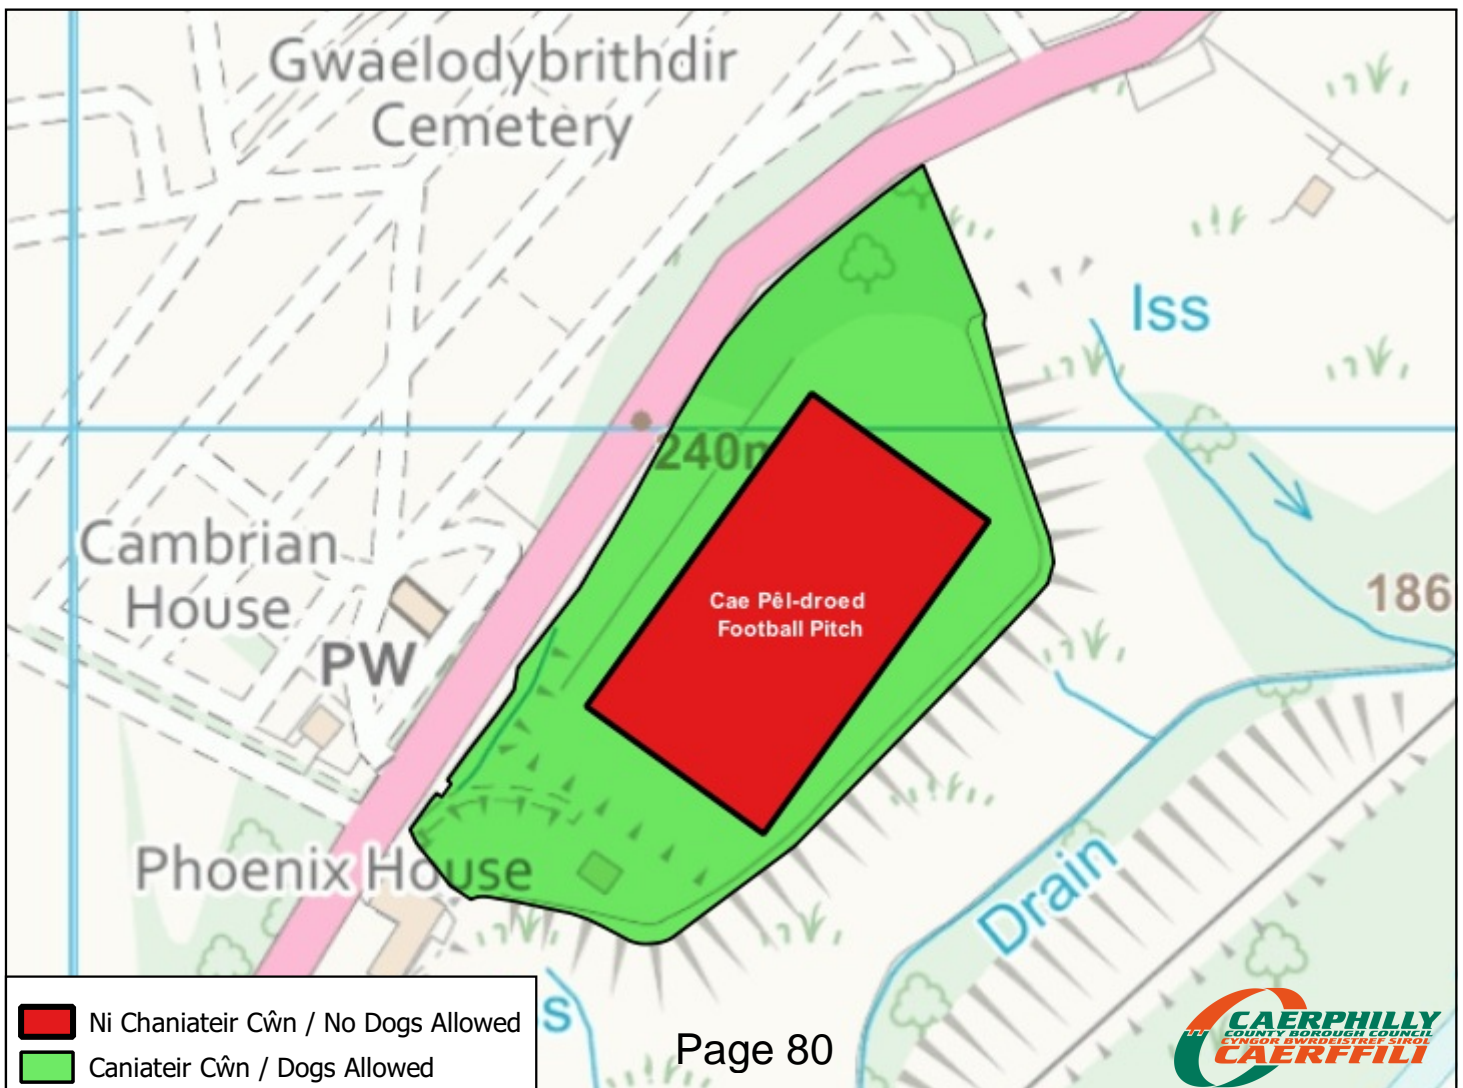 Gwaelodybrithdir
Cemetery
Iss
240m
Cambrian
House
PW
Cae Pêl-droed
Football Pitch
186
Phoenix House
Drain
s
Ni Chaniateir Cŵn / No Dogs Allowed
Caniateir Cŵn / Dogs Allowed
Page 80
CAERPHILLY
COUNTY BOROUGH COUNCIL
CYNGOR BWRDEISTREF SIROL
CAERFFILI